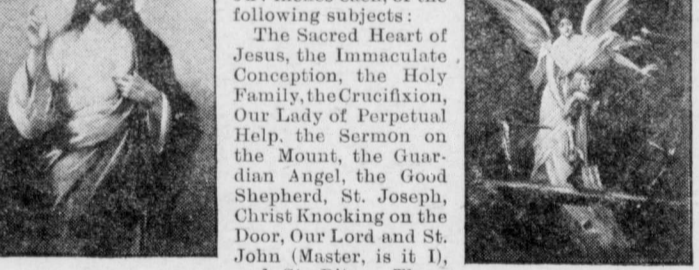 following subjects:
The Sacred Heart of
Jesus, the Immaculate
Conception, the Holy
Family, the Crucifixion,
Our Lady of Perpetual
Help, the Sermon on
the Mount, the Guar-
dian Angel, the Good
Shepherd, St. Joseph,
Christ Knocking on the
Door, Our Lord and St.
John (Master, is it I),